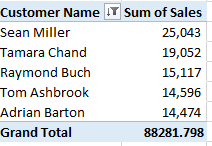 Customer Name Sum of Sales
Sean Miller 25,043
Tamara Chand 19,052
Raymond Buch 15,117
Tom Ashbrook 14,596
Adrian Barton 14,474
Grand Total 88281.798